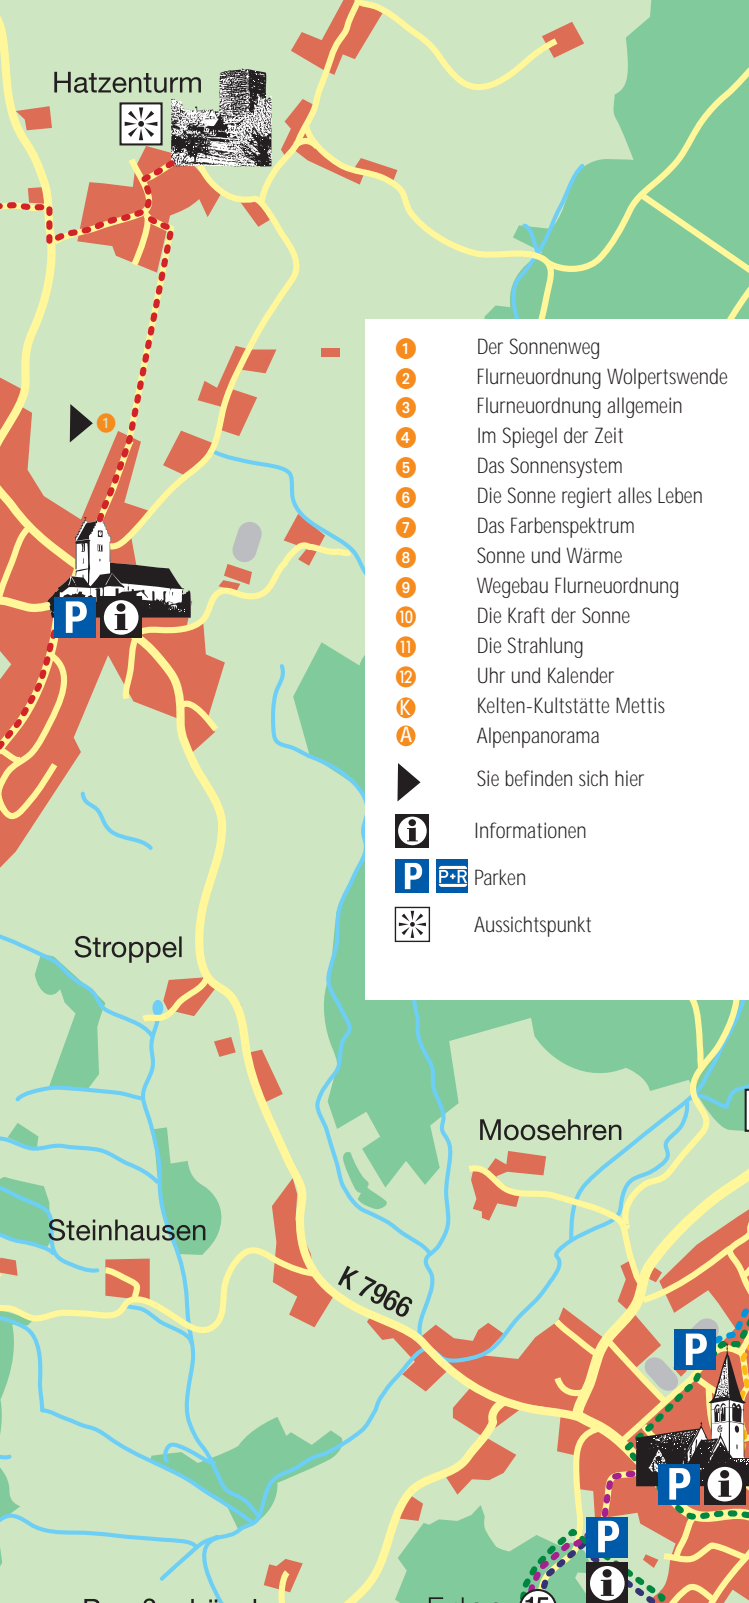 Hatzenturm
1 Der Sonnenweg
2 Flurneuordnung Wolpertswende
3 Flurneuordnung allgemein
4 Im Spiegel der Zeit
5 Das Sonnensystem
6 Die Sonne regiert alles Leben
7 Das Farbenspektrum
8 Sonne und Wärme
9 Wegebau Flurneuordnung
10 Die Kraft der Sonne
11 Die Strahlung
12 Uhr und Kalender
K Kelten-Kultstätte Mettis
A Alpenpanorama
Sie befinden sich hier
i Informationen
P P+R Parken
Aussichtspunkt
1
P i
Stroppel
Moosehren
Steinhausen
K 7966
P
P i
P
i
15